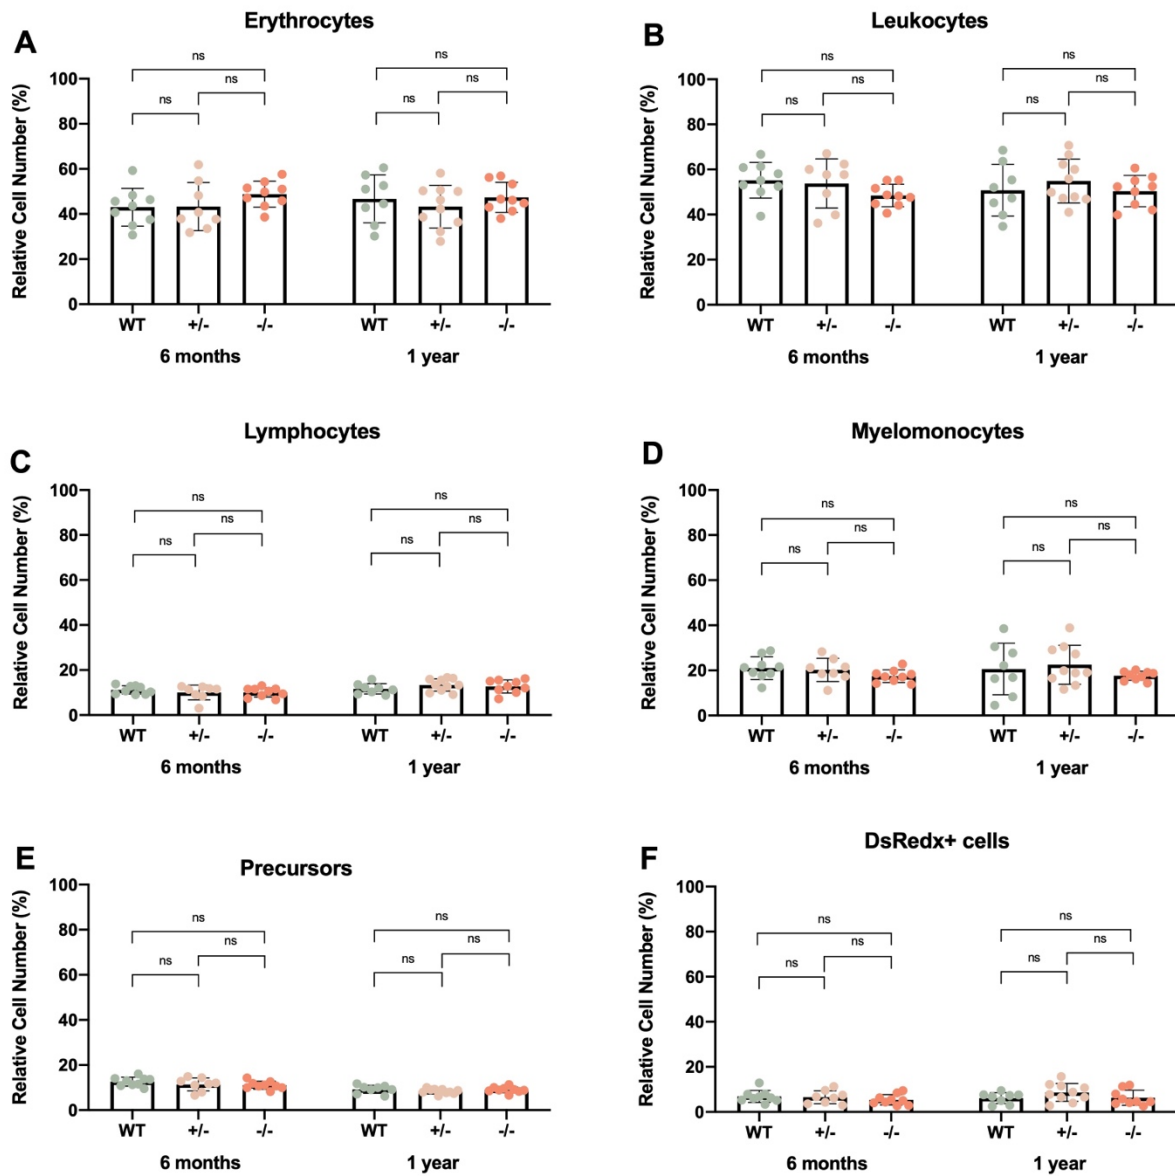 A
Erythrocytes
Relative Cell Number (%)
100
80
60
40
20
0
ns
ns
ns
ns
ns
ns
WT +/- -/- WT +/- -/-
6 months 1 year
B
Leukocytes
Relative Cell Number (%)
100
80
60
40
20
0
ns
ns
ns
ns
ns
ns
WT +/- -/- WT +/- -/-
6 months 1 year
C
Lymphocytes
Relative Cell Number (%)
100
80
60
40
20
0
ns
ns
ns
ns
ns
ns
WT +/- -/- WT +/- -/-
6 months 1 year
D
Myelomonocytes
Relative Cell Number (%)
100
80
60
40
20
0
ns
ns
ns
ns
ns
ns
WT +/- -/- WT +/- -/-
6 months 1 year
E
Precursors
Relative Cell Number (%)
100
80
60
40
20
0
ns
ns
ns
ns
ns
ns
WT +/- -/- WT +/- -/-
6 months 1 year
F
DsRedx+ cells
Relative Cell Number (%)
100
80
60
40
20
0
ns
ns
ns
ns
ns
ns
WT +/- -/- WT +/- -/-
6 months 1 year